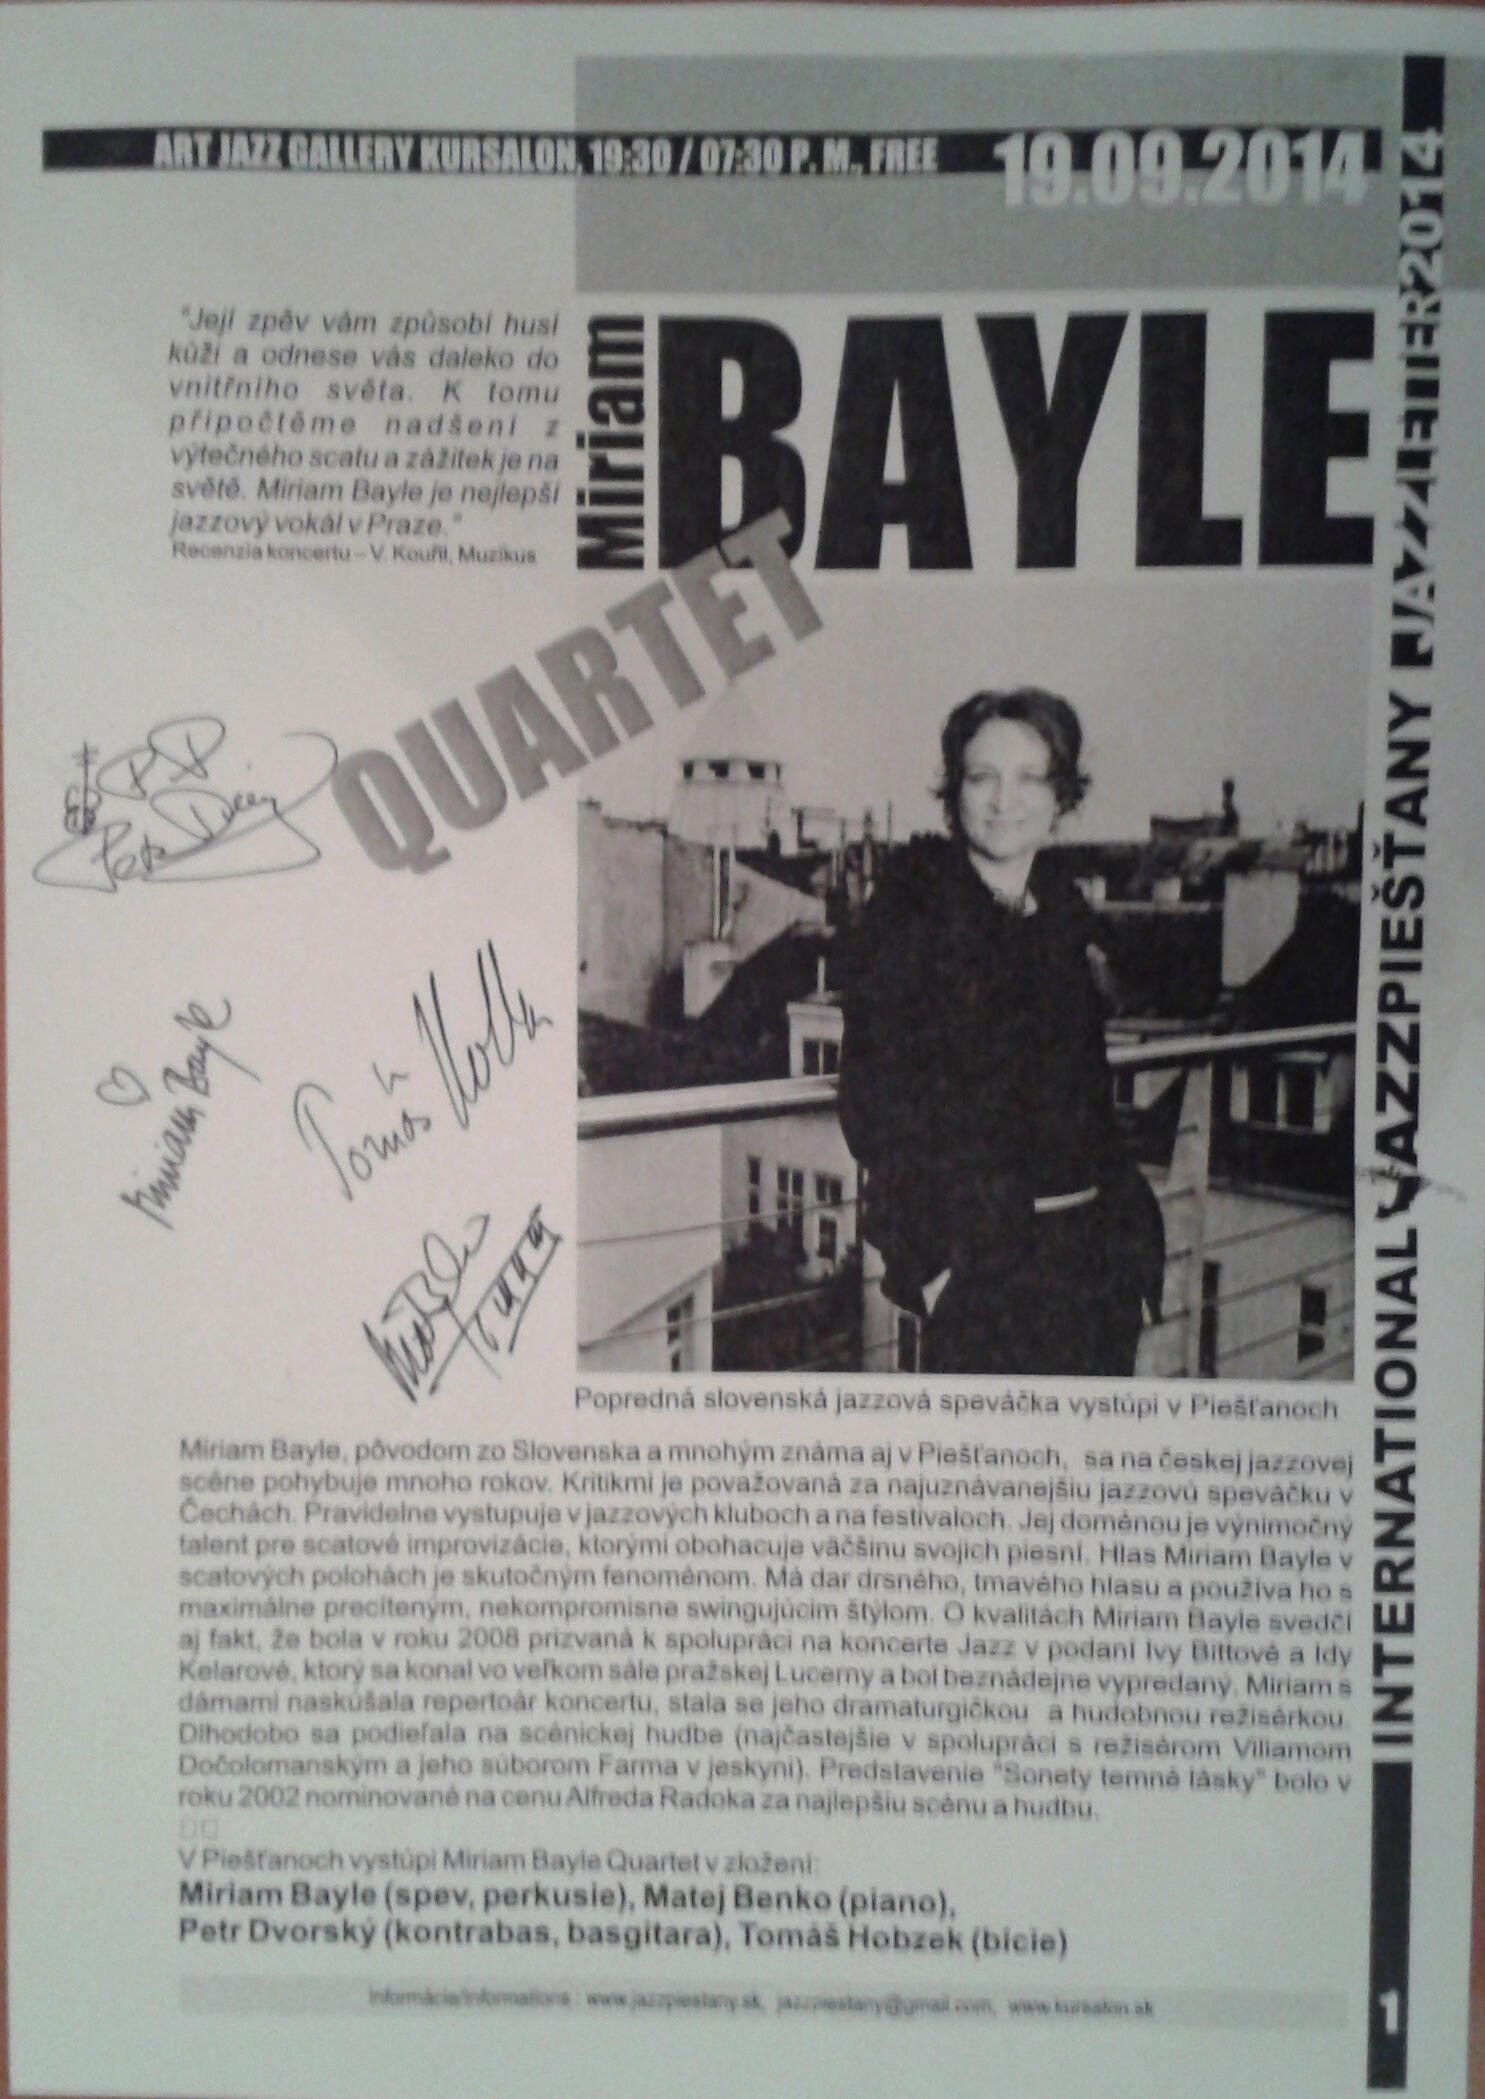 ART JAZZ GALLERY KURSALON, 19:30 / 07:30 P. M., FREE
19.09.2014
"Její zpěv vám způsobí husí
kůži a odnese vás daleko do
vnitřního světa. K tomu
připočtěme nadšení z
výtečného scatu a zážitek je na
světě. Miriam Bayle je nejlepší
jazzový vokál v Praze."
Recenzia koncertu – V. Kouřil, Muzikus
Miriam
BAYLE
QUARTET
Miriam Bayle
Tomáš
Popredná slovenská jazzová speváčka vystúpi v Piešťanoch
Miriam Bayle, pôvodom zo Slovenska a mnohým známa aj v Piešťanoch, sa na českej jazzovej
scéne pohybuje mnoho rokov. Kritikmi je považovaná za najuznávanejšiu jazzovú speváčku v
Čechách. Pravidelne vystupuje v jazzových kluboch a na festivaloch. Jej doménou je výnimočný
talent pre scatové improvizácie, ktorými obohacuje väčšinu svojich piesní. Hlas Miriam Bayle v
scatových polohách je skutočným fenoménom. Má dar drsného, tmavého hlasu a používa ho s
maximálne precíteným, nekompromisne swingujúcim štýlom. O kvalitách Miriam Bayle svedčí
aj fakt, že bola v roku 2008 prizvaná k spolupráci na koncerte Jazz v podaní Ivy Bittové a Idy
Kelarové, ktorý sa konal vo veľkom sále pražskej Lucerny a bol beznádejne vypredaný. Miriam s
dámami naskúšala repertoár koncertu, stala se jeho dramaturgičkou a hudobnou režisérkou.
Dlhodobo sa podieľala na scénickej hudbe (najčastejšie v spolupráci s režisérom Viliamom
Dočolomanským a jeho súborom Farma v jeskyni). Predstavenie "Sonety temné lásky" bolo v
roku 2002 nominované na cenu Alfreda Radoka za najlepšiu scénu a hudbu.
V Piešťanoch vystúpi Miriam Bayle Quartet v zložení:
Miriam Bayle (spev, perkusie), Matej Benko (piano),
Petr Dvorský (kontrabas, basgitara), Tomáš Hobzek (bicie)
Informácie/Informations : www.jazzpiestany.sk, jazzpiestany@gmail.com, www.kursalon.sk
INTERNATIONAL JAZZPIEŠŤANY JAZZLETTER2014
1